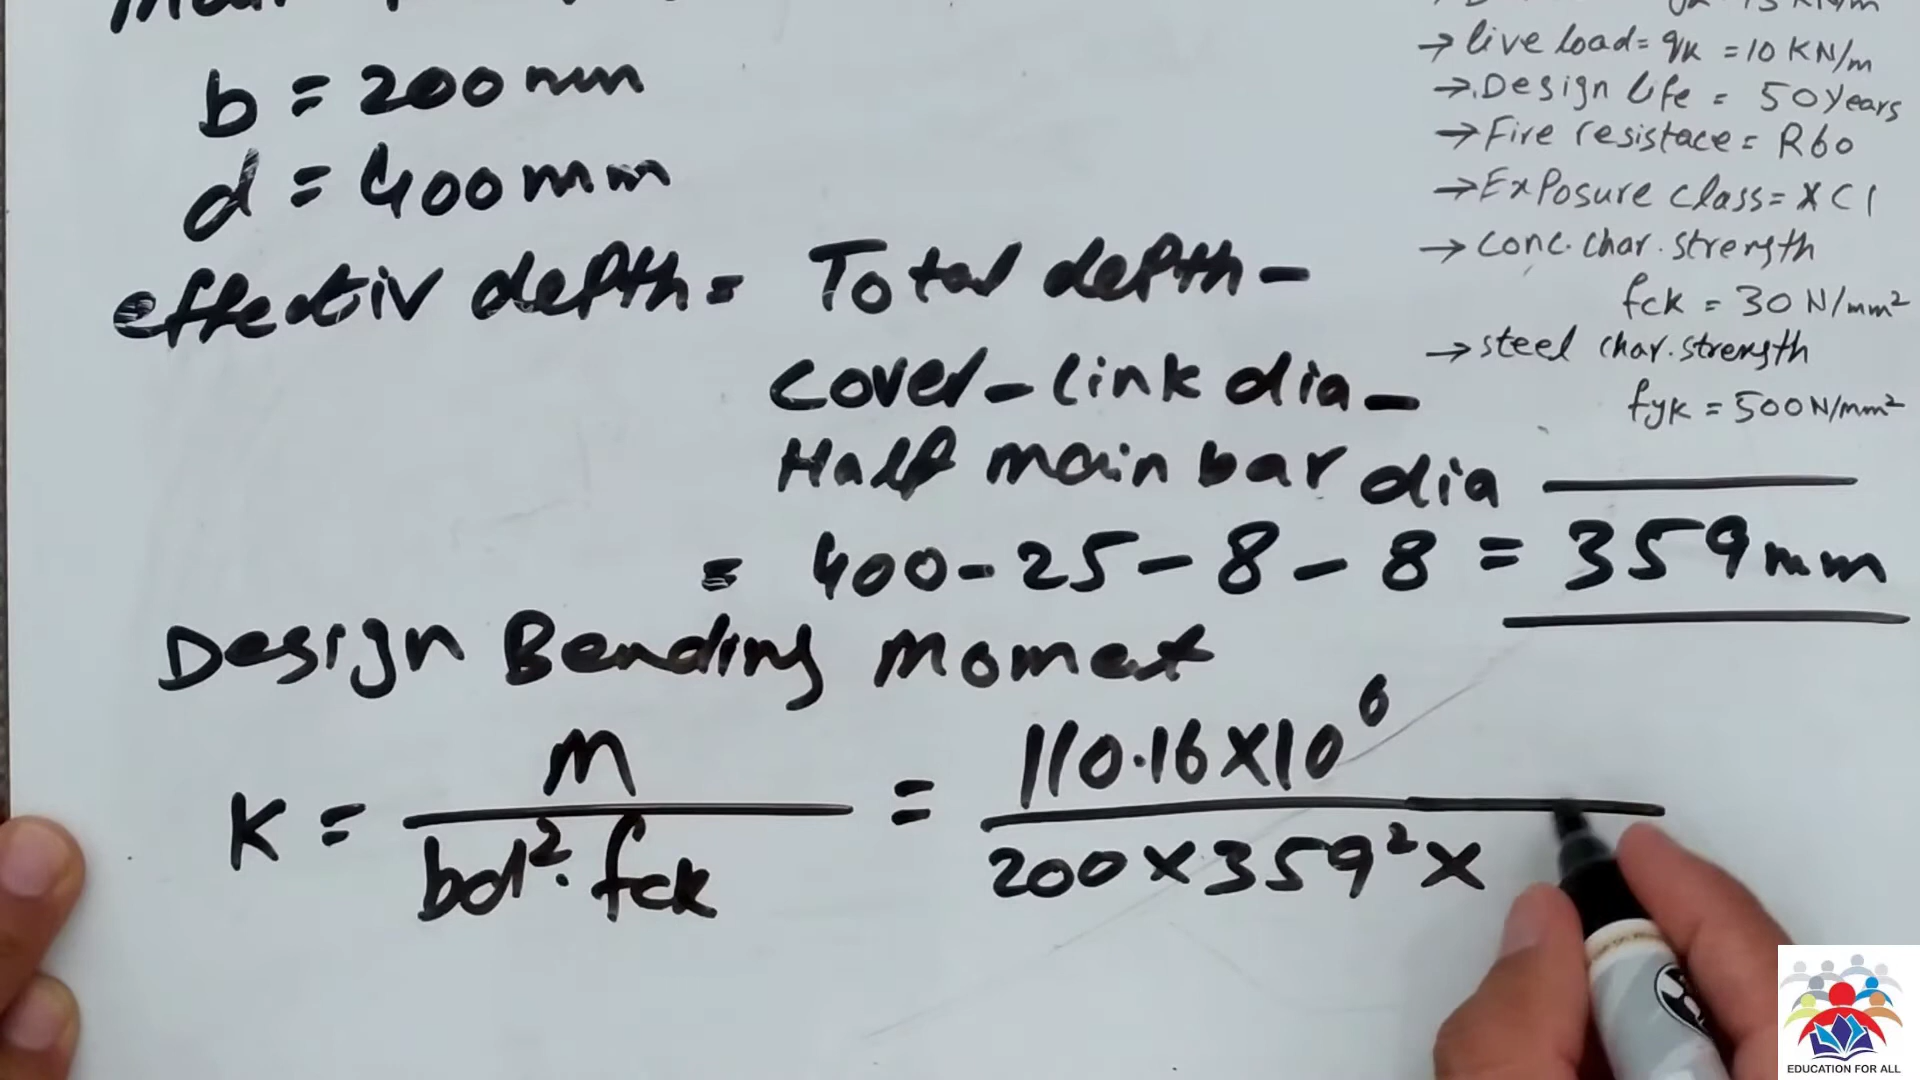 b = 200 mm
d = 400 mm
effectiv depth = Total depth -
Cover - link dia -
Half main bar dia
= 400 - 25 - 8 - 8 = 359 mm
Design Bending Moment
K = M / bd². fck = 110.16 X 10⁶ / 200 X 359² X
→ live load = qk = 10 KN/m
→ Design life = 50 Years
→ Fire resistace = R60
→ Exposure class = XC1
→ conc. char. strength
fck = 30 N/mm²
→ steel char. strength
fyk = 500 N/mm²
EDUCATION FOR ALL